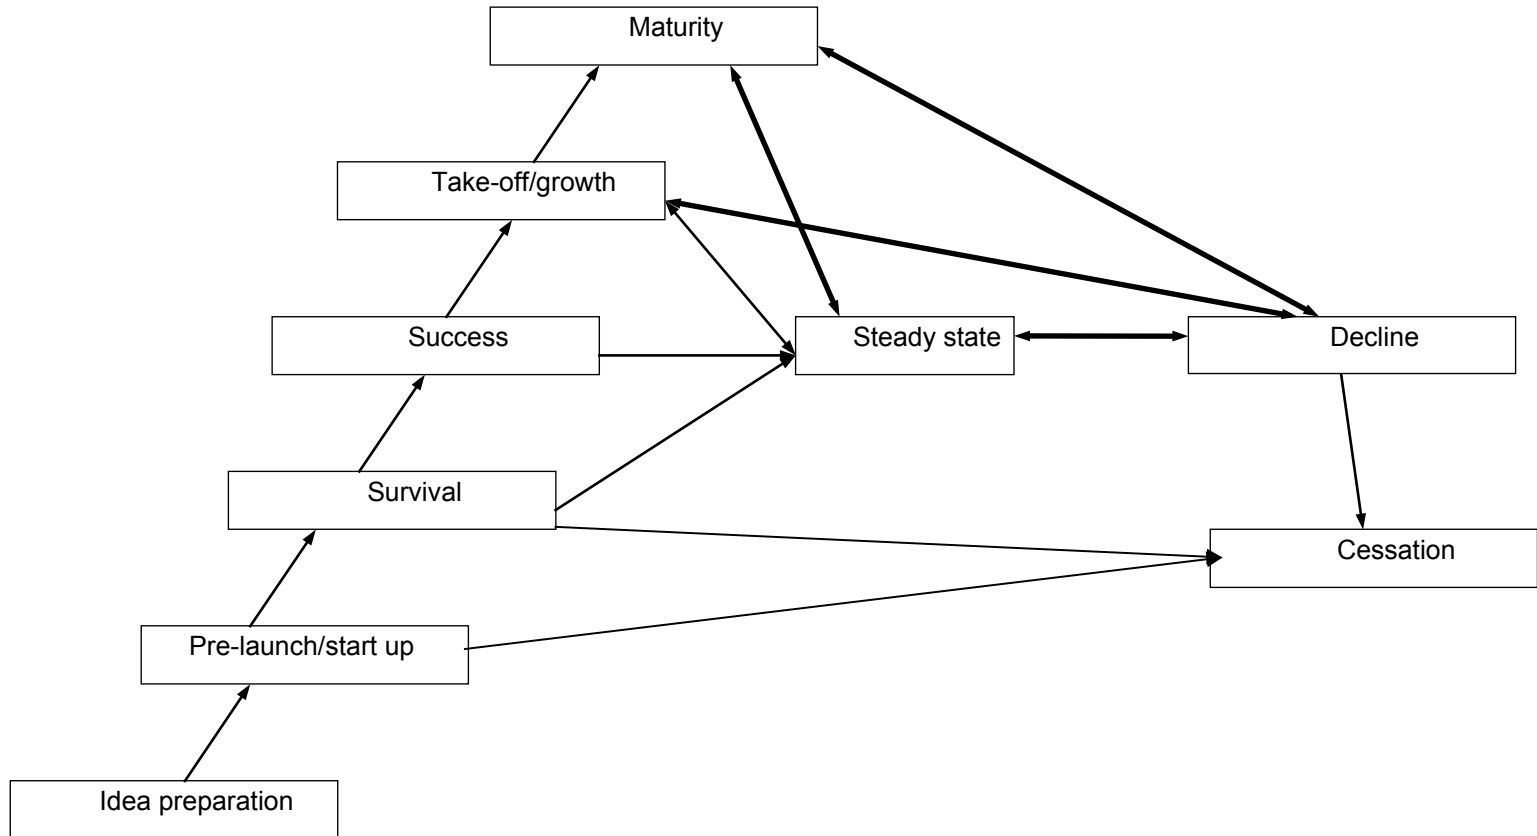 Maturity
Take-off/growth
Success
Steady state
Decline
Survival
Cessation
Pre-launch/start up
Idea preparation